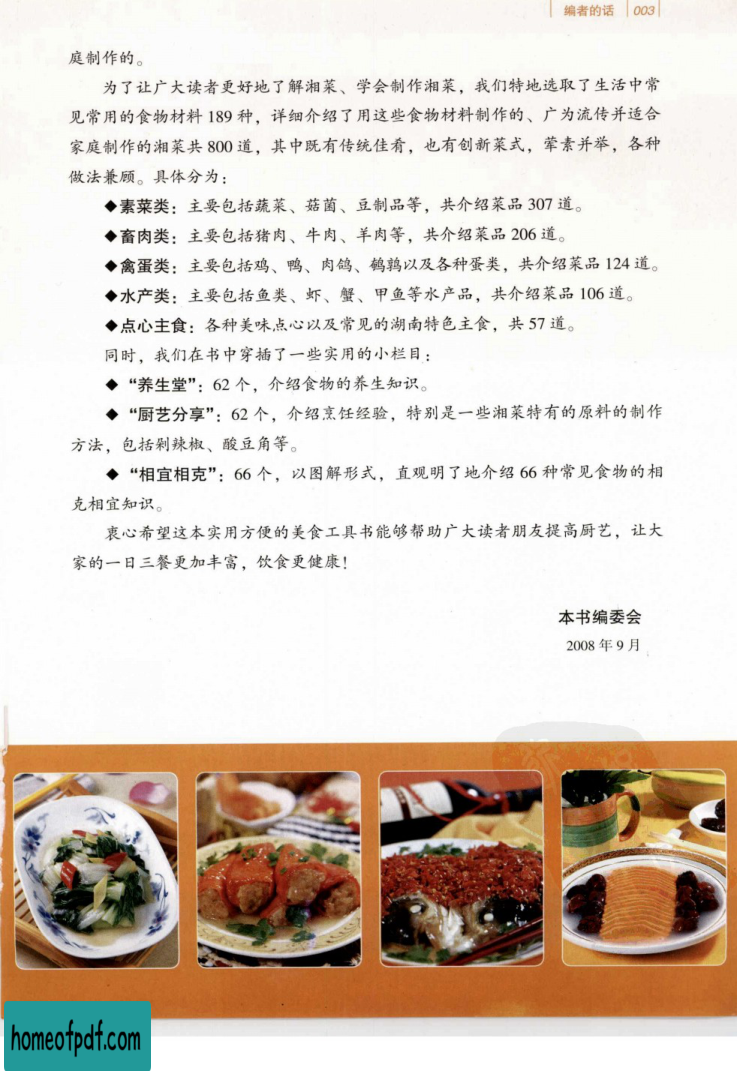 编者的话 003
庭制作的。
为了让广大读者更好地了解湘菜、学会制作湘菜，我们特地选取了生活中常
见常用的食物材料 189 种，详细介绍了用这些食物材料制作的、广为流传并适合
家庭制作的湘菜共 800 道，其中既有传统佳肴，也有创新菜式，荤素并举，各种
做法兼顾。具体分为：
◆素菜类：主要包括蔬菜、菇菌、豆制品等，共介绍菜品 307 道。
◆畜肉类：主要包括猪肉、牛肉、羊肉等，共介绍菜品 206 道。
◆禽蛋类：主要包括鸡、鸭、肉鸽、鹌鹑以及各种蛋类，共介绍菜品 124 道。
◆水产类：主要包括鱼类、虾、蟹、甲鱼等水产品，共介绍菜品 106 道。
◆点心主食：各种美味点心以及常见的湖南特色主食，共 57 道。
同时，我们在书中穿插了一些实用的小栏目：
◆“养生堂”：62 个，介绍食物的养生知识。
◆“厨艺分享”：62 个，介绍烹饪经验，特别是一些湘菜特有的原料的制作
方法，包括剁辣椒、酸豆角等。
◆“相宜相克”：66 个，以图解形式，直观明了地介绍 66 种常见食物的相
克相宜知识。
衷心希望这本实用方便的美食工具书能够帮助广大读者朋友提高厨艺，让大
家的一日三餐更加丰富，饮食更健康！
本书编委会
2008 年 9 月
homeofpdf.com